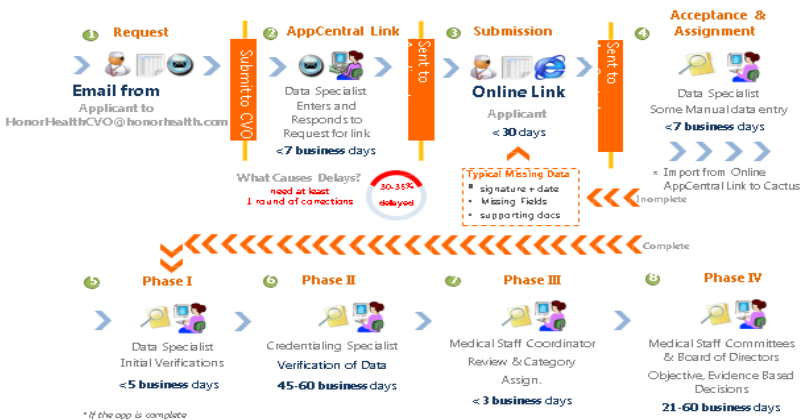 1 Request
Email from
Applicant to
HonorHealthCVO@honorhealth.com
Submit to CVO
2 AppCentral Link
Data Specialist
Enters and
Responds to
Request for link
<7 business days
What Causes Delays?
need at least
1 round of corrections
30-35%
delayed
Sent to
3 Submission
Online Link
Applicant
<30 days
Typical Missing Data
▪ signature + date
• Missing Fields
• supporting docs
Sent to
4 Acceptance &
Assignment
Data Specialist
Some Manual data entry
<7 business days
× Import from Online
AppCentral Link to Cactus
Inomplete
Complete
5 Phase I
Data Specialist
Initial Verifications
<5 business days
6 Phase II
Credentialing Specialist
Verification of Data
45-60 business days
7 Phase III
Medical Staff Coordinator
Review & Category
Assign.
<3 business days
8 Phase IV
Medical Staff Committees
& Board of Directors
Objective, Evidence Based
Decisions
21-60 business days
*If the app is complete